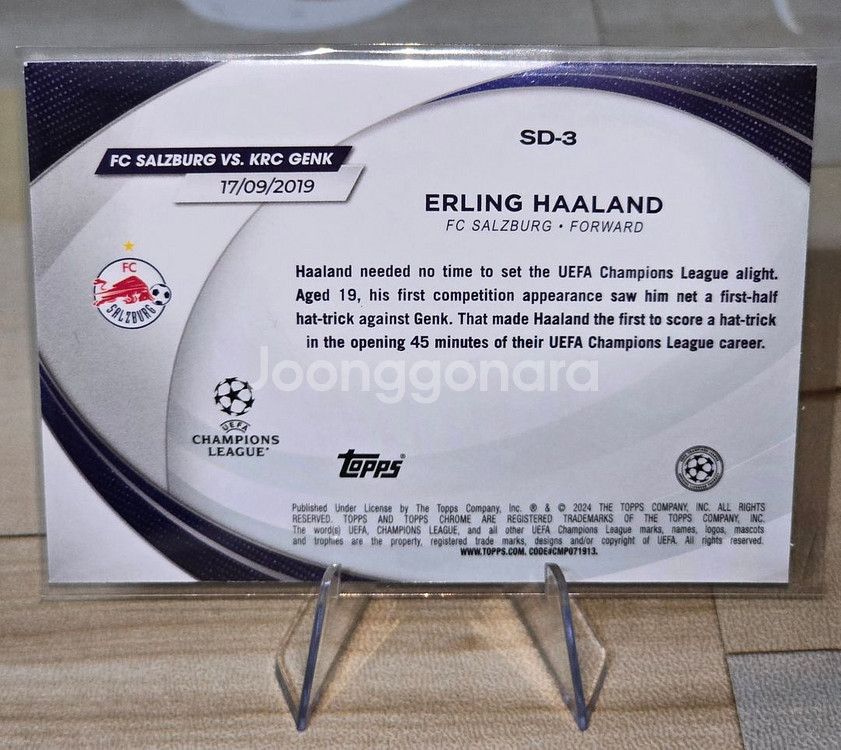 SD-3
FC SALZBURG VS. KRC GENK
17/09/2019
ERLING HAALAND
FC SALZBURG • FORWARD
FC
SALZBURG
Haaland needed no time to set the UEFA Champions League alight.
Aged 19, his first competition appearance saw him net a first-half
hat-trick against Genk. That made Haaland the first to score a hat-trick
in the opening 45 minutes of their UEFA Champions League career.
Joonggonara
UEFA
CHAMPIONS
LEAGUE®
Topps®
Published Under License by The Topps Company, Inc. ® & © 2024 THE TOPPS COMPANY, INC. ALL RIGHTS
RESERVED. TOPPS AND TOPPS CHROME ARE REGISTERED TRADEMARKS OF THE TOPPS COMPANY, INC.
The word(s) UEFA, CHAMPIONS LEAGUE, and all other UEFA Champions League marks, names, logos, mascots
and trophies are the property, registered trade marks, designs and/or copyright of UEFA. All rights reserved.
WWW.TOPPS.COM. CODE#CMP071913.